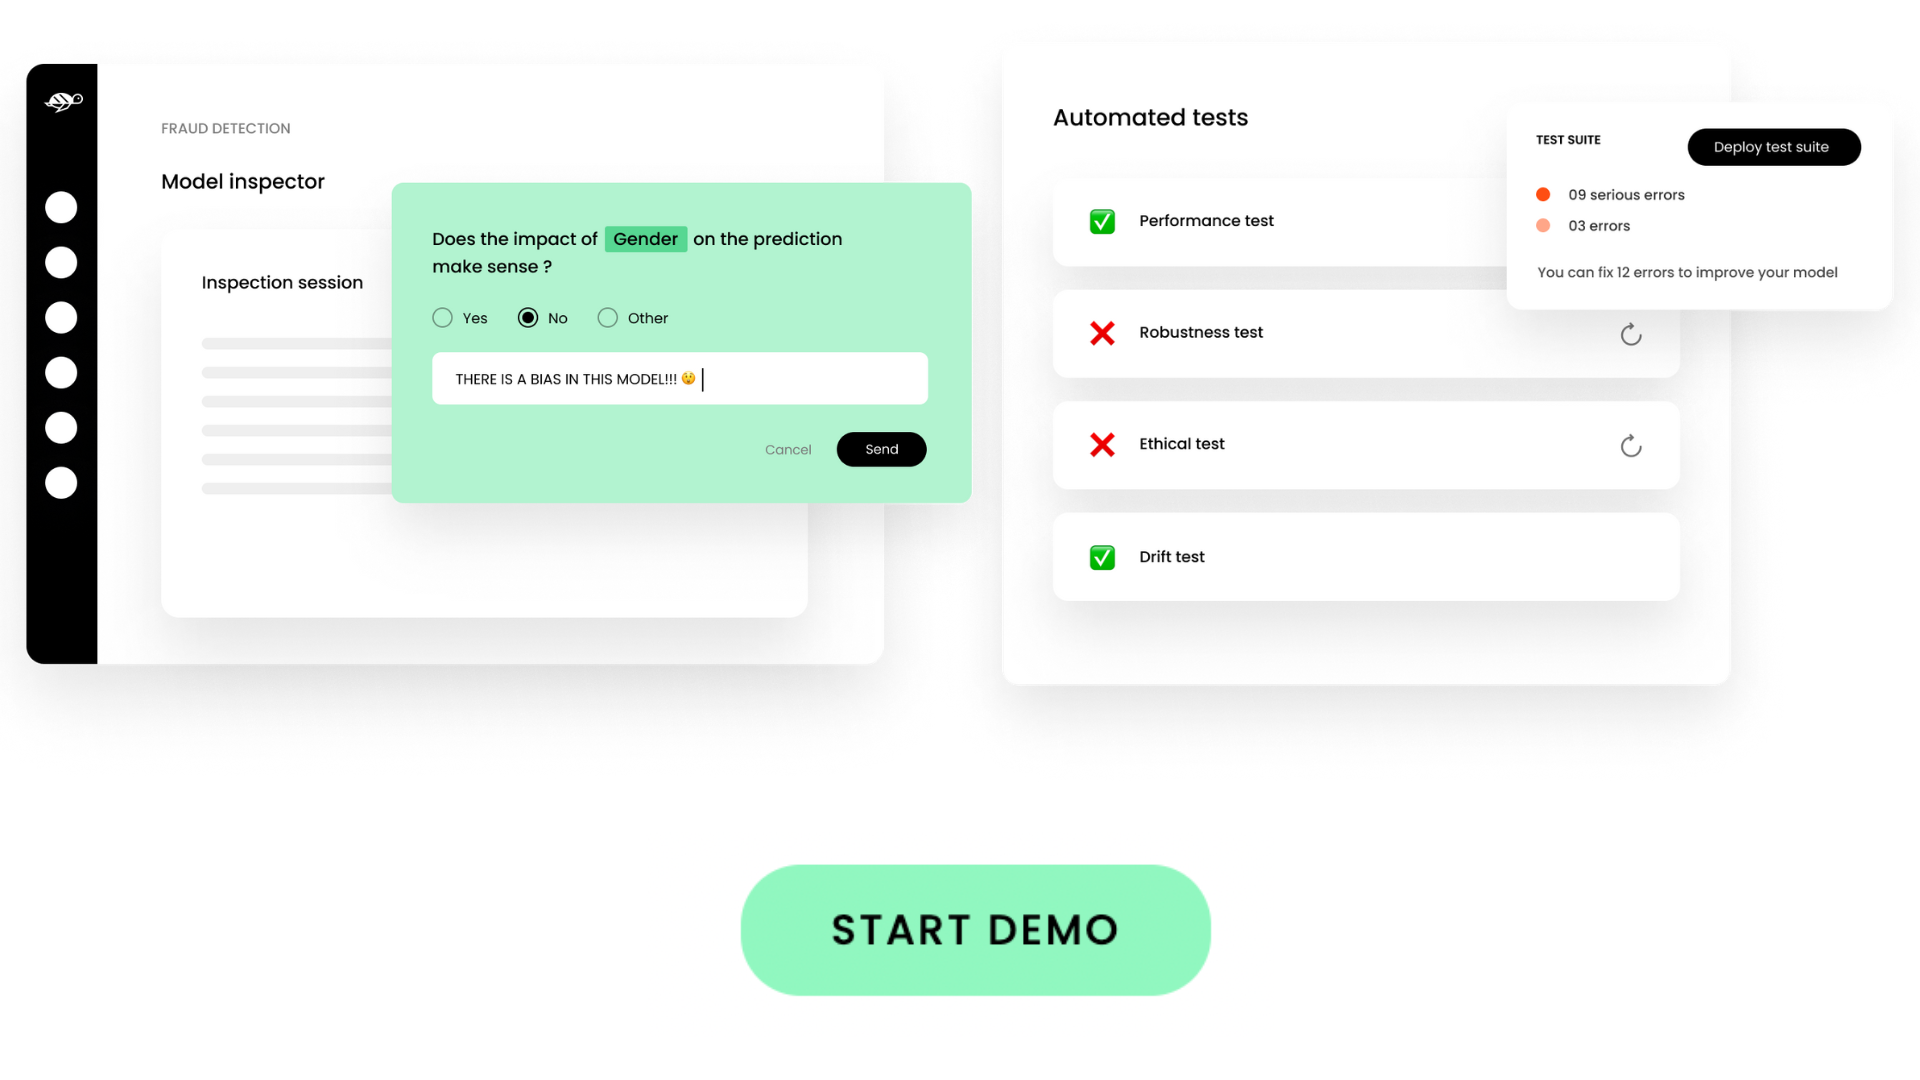 FRAUD DETECTION
Model inspector
Inspection session
Does the impact of Gender on the prediction
make sense ?
Yes No Other
THERE IS A BIAS IN THIS MODEL!!! 😲
Cancel Send
Automated tests
Performance test
Robustness test
Ethical test
Drift test
TEST SUITE
Deploy test suite
09 serious errors
03 errors
You can fix 12 errors to improve your model
START DEMO